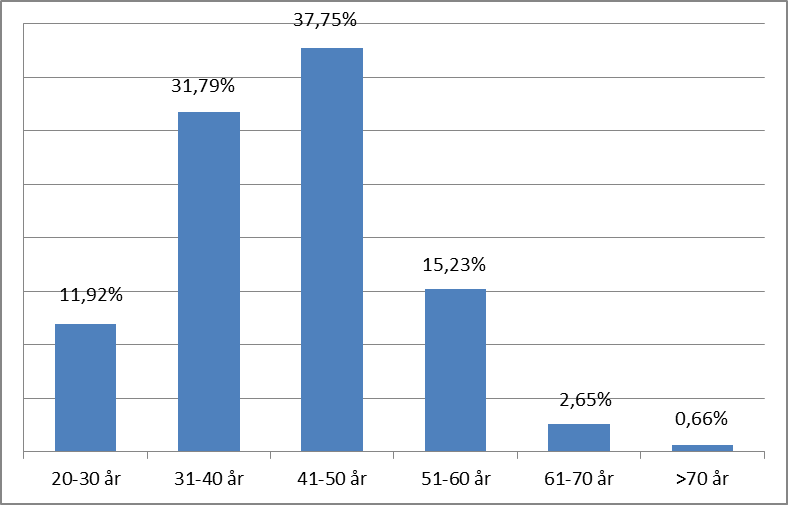 37,75%
31,79%
15,23%
11,92%
2,65%
0,66%
20-30 år
31-40 år
41-50 år
51-60 år
61-70 år
>70 år